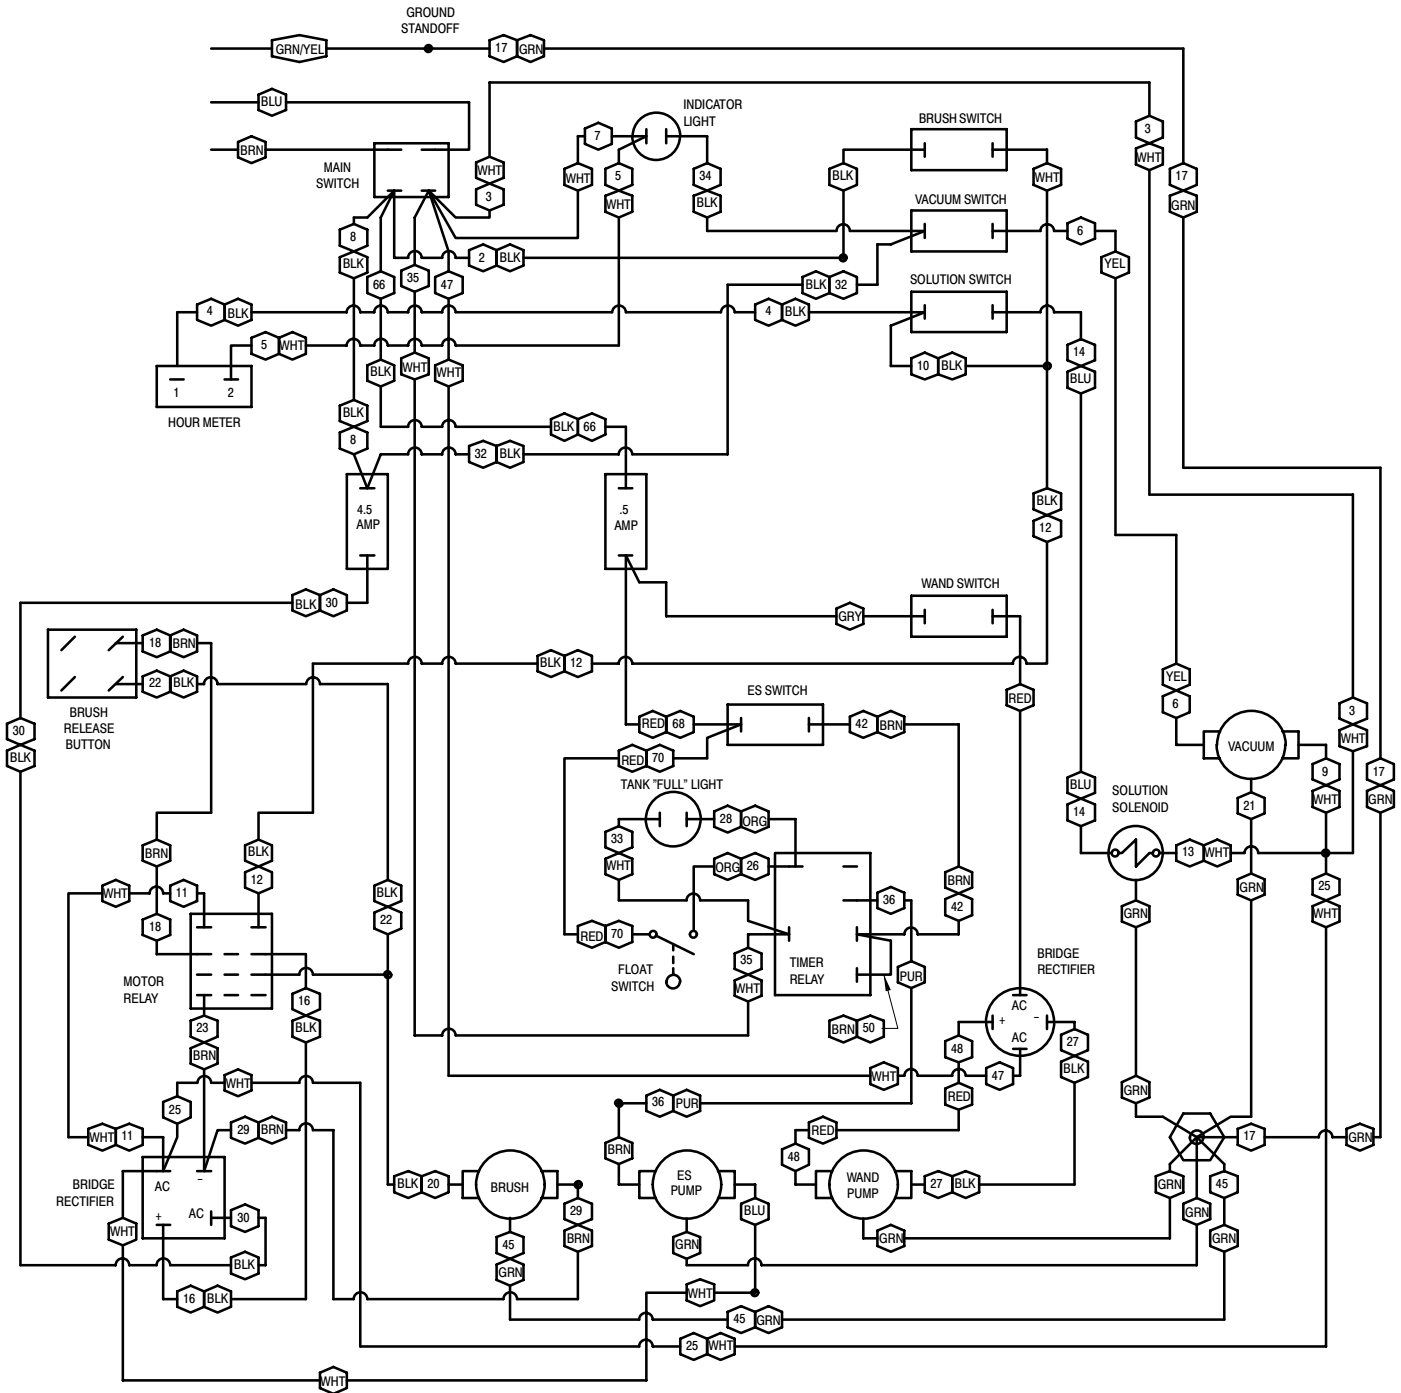 GROUND
STANDOFF
GRN/YEL
17 GRN
BLU
BRN
MAIN
SWITCH
WHT
3
INDICATOR
LIGHT
7
WHT
5
WHT
34
BLK
BRUSH SWITCH
BLK
WHT
3
WHT
17
GRN
VACUUM SWITCH
6
YEL
8
BLK
2 BLK
66
35
47
BLK 32
SOLUTION SWITCH
4 BLK
4 BLK
5 WHT
14
BLU
10 BLK
BLK
WHT
WHT
1
2
HOUR METER
BLK
8
BLK 66
32 BLK
4.5
AMP
.5
AMP
BLK
12
BLK 30
WAND SWITCH
GRY
18 BRN
22 BLK
BRUSH
RELEASE
BUTTON
BLK 12
RED
YEL
6
30
BLK
ES SWITCH
RED 68
42 BRN
RED 70
VACUUM
3
WHT
9
WHT
17
GRN
TANK "FULL" LIGHT
28 ORG
33
WHT
ORG 26
BLU
14
SOLUTION
SOLENOID
21
13 WHT
BRN
BLK
12
WHT 11
18
BLK
22
36
BRN
42
GRN
GRN
25
WHT
RED 70
FLOAT
SWITCH
35
WHT
TIMER
RELAY
PUR
BRIDGE
RECTIFIER
MOTOR
RELAY
16
BLK
23
BRN
BRN 50
AC
+ -
AC
48
RED
27
BLK
WHT
25
WHT
47
GRN
36 PUR
WHT 11
29 BRN
BRN
RED
48
17
GRN
BRIDGE
RECTIFIER
AC
-
+
AC
30
WHT
BLK
16 BLK
BLK 20
BRUSH
29
BRN
45
GRN
ES
PUMP
BLU
GRN
WAND
PUMP
27 BLK
GRN
GRN
GRN
45
GRN
WHT
45 GRN
25 WHT
WHT